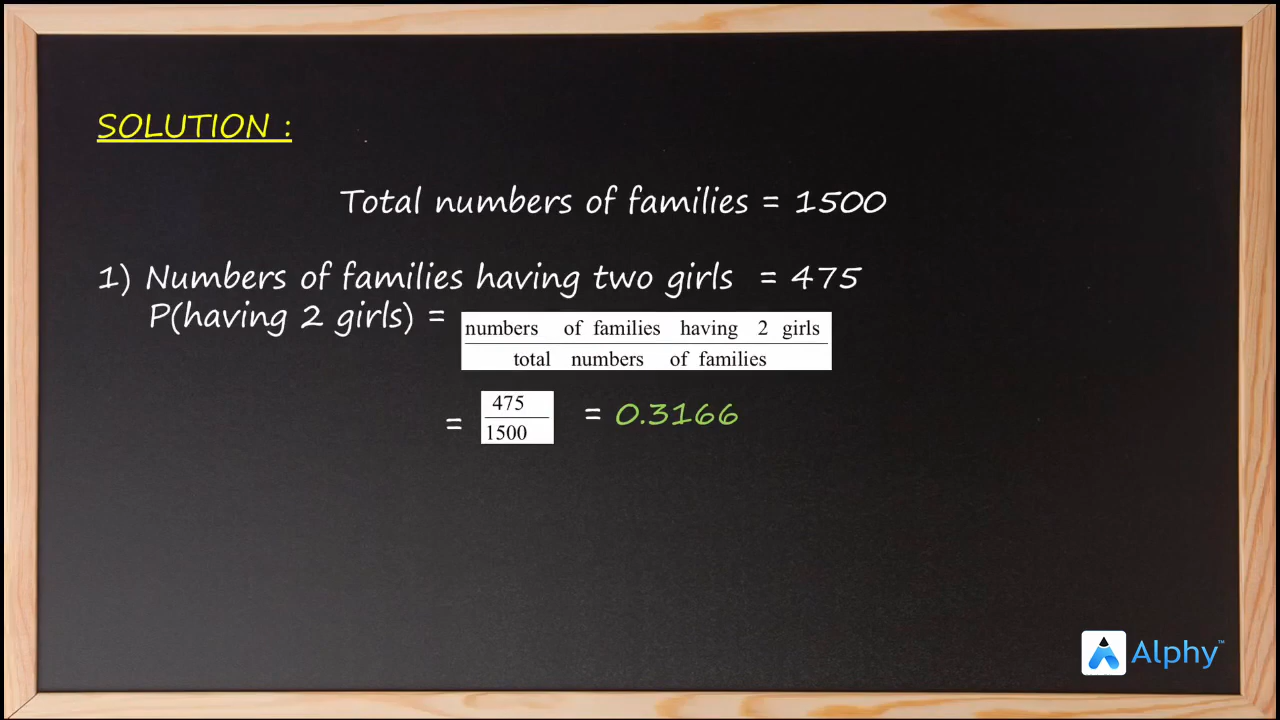 SOLUTION :
Total numbers of families = 1500
1) Numbers of families having two girls = 475
P(having 2 girls) =
numbers of families having 2 girls
total numbers of families
= 475 = 0.3166
1500
Alphy™